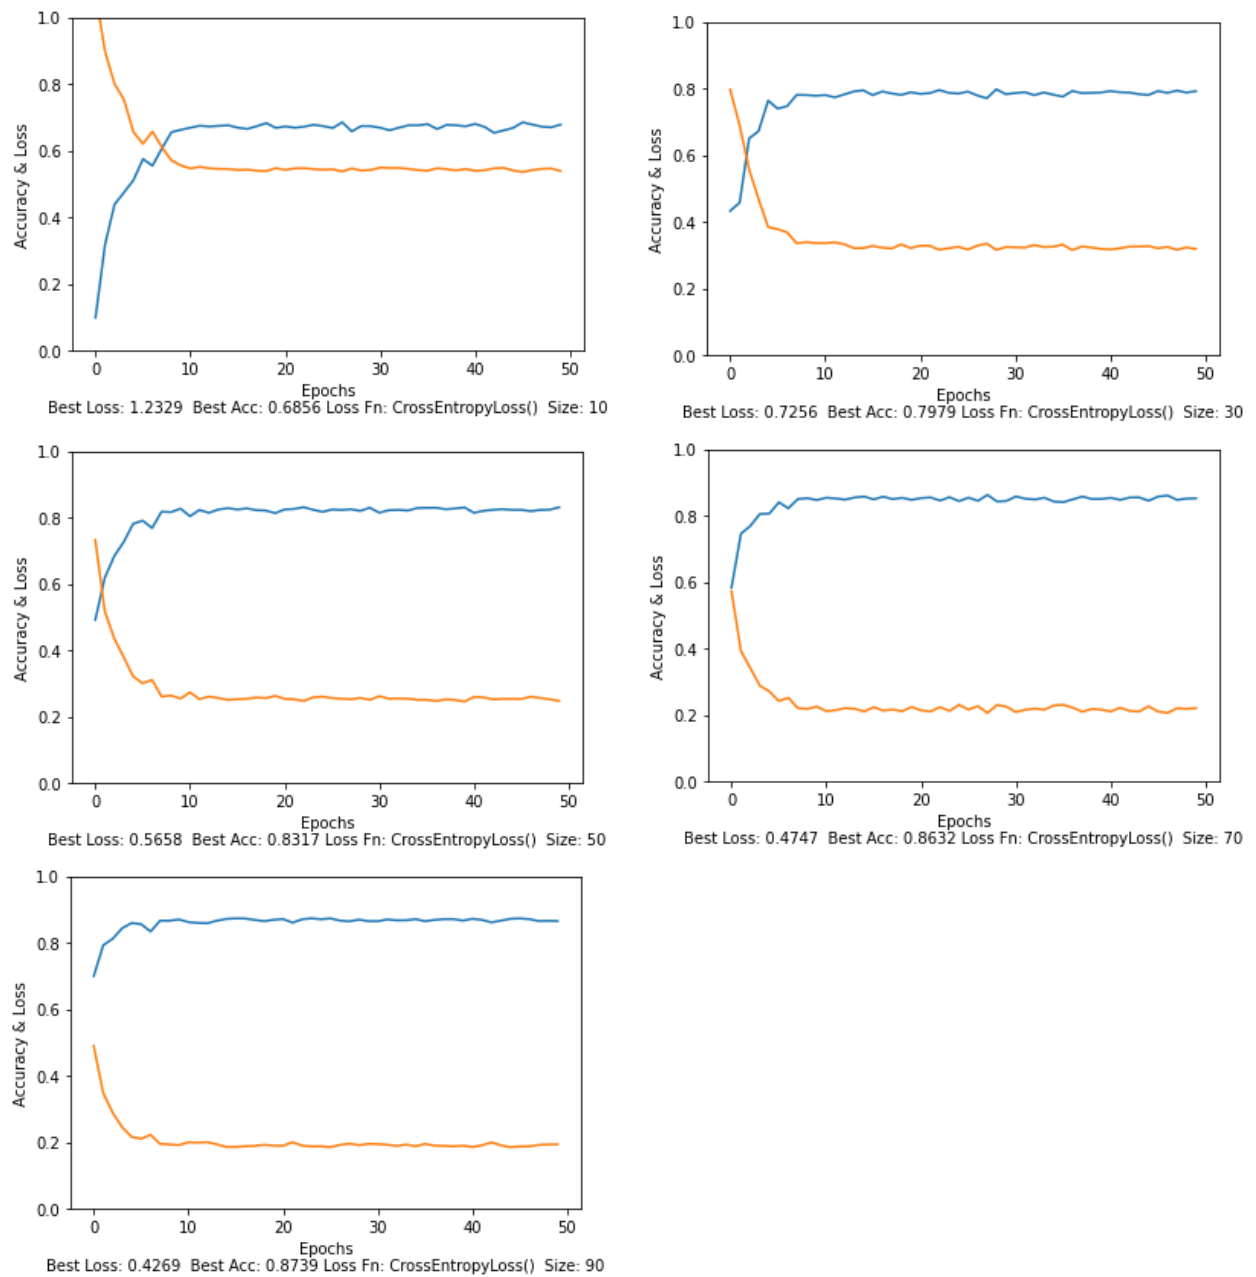 1.0
0.8
0.6
0.4
0.2
0.0
Accuracy & Loss
0 10 20 30 40 50
Epochs
Best Loss: 1.2329 Best Acc: 0.6856 Loss Fn: CrossEntropyLoss() Size: 10
1.0
0.8
0.6
0.4
0.2
0.0
Accuracy & Loss
0 10 20 30 40 50
Epochs
Best Loss: 0.7256 Best Acc: 0.7979 Loss Fn: CrossEntropyLoss() Size: 30
1.0
0.8
0.6
0.4
0.2
0.0
Accuracy & Loss
0 10 20 30 40 50
Epochs
Best Loss: 0.5658 Best Acc: 0.8317 Loss Fn: CrossEntropyLoss() Size: 50
1.0
0.8
0.6
0.4
0.2
0.0
Accuracy & Loss
0 10 20 30 40 50
Epochs
Best Loss: 0.4747 Best Acc: 0.8632 Loss Fn: CrossEntropyLoss() Size: 70
1.0
0.8
0.6
0.4
0.2
0.0
Accuracy & Loss
0 10 20 30 40 50
Epochs
Best Loss: 0.4269 Best Acc: 0.8739 Loss Fn: CrossEntropyLoss() Size: 90